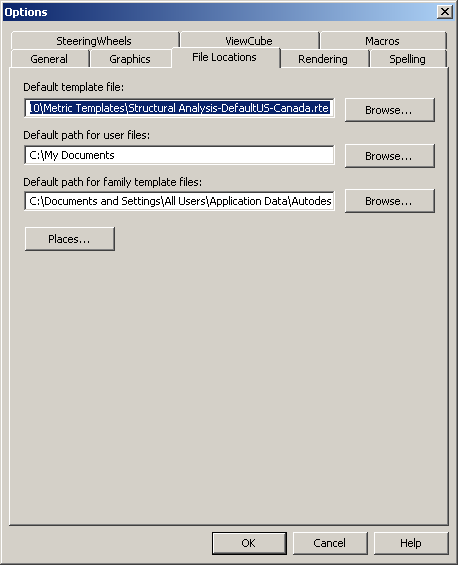 Options
SteeringWheels ViewCube Macros
General Graphics File Locations Rendering Spelling
Default template file:
10\Metric Templates\Structural Analysis-DefaultUS-Canada.rte Browse...
Default path for user files:
C:\My Documents Browse...
Default path for family template files:
C:\Documents and Settings\All Users\Application Data\Autodes Browse...
Places...
OK Cancel Help